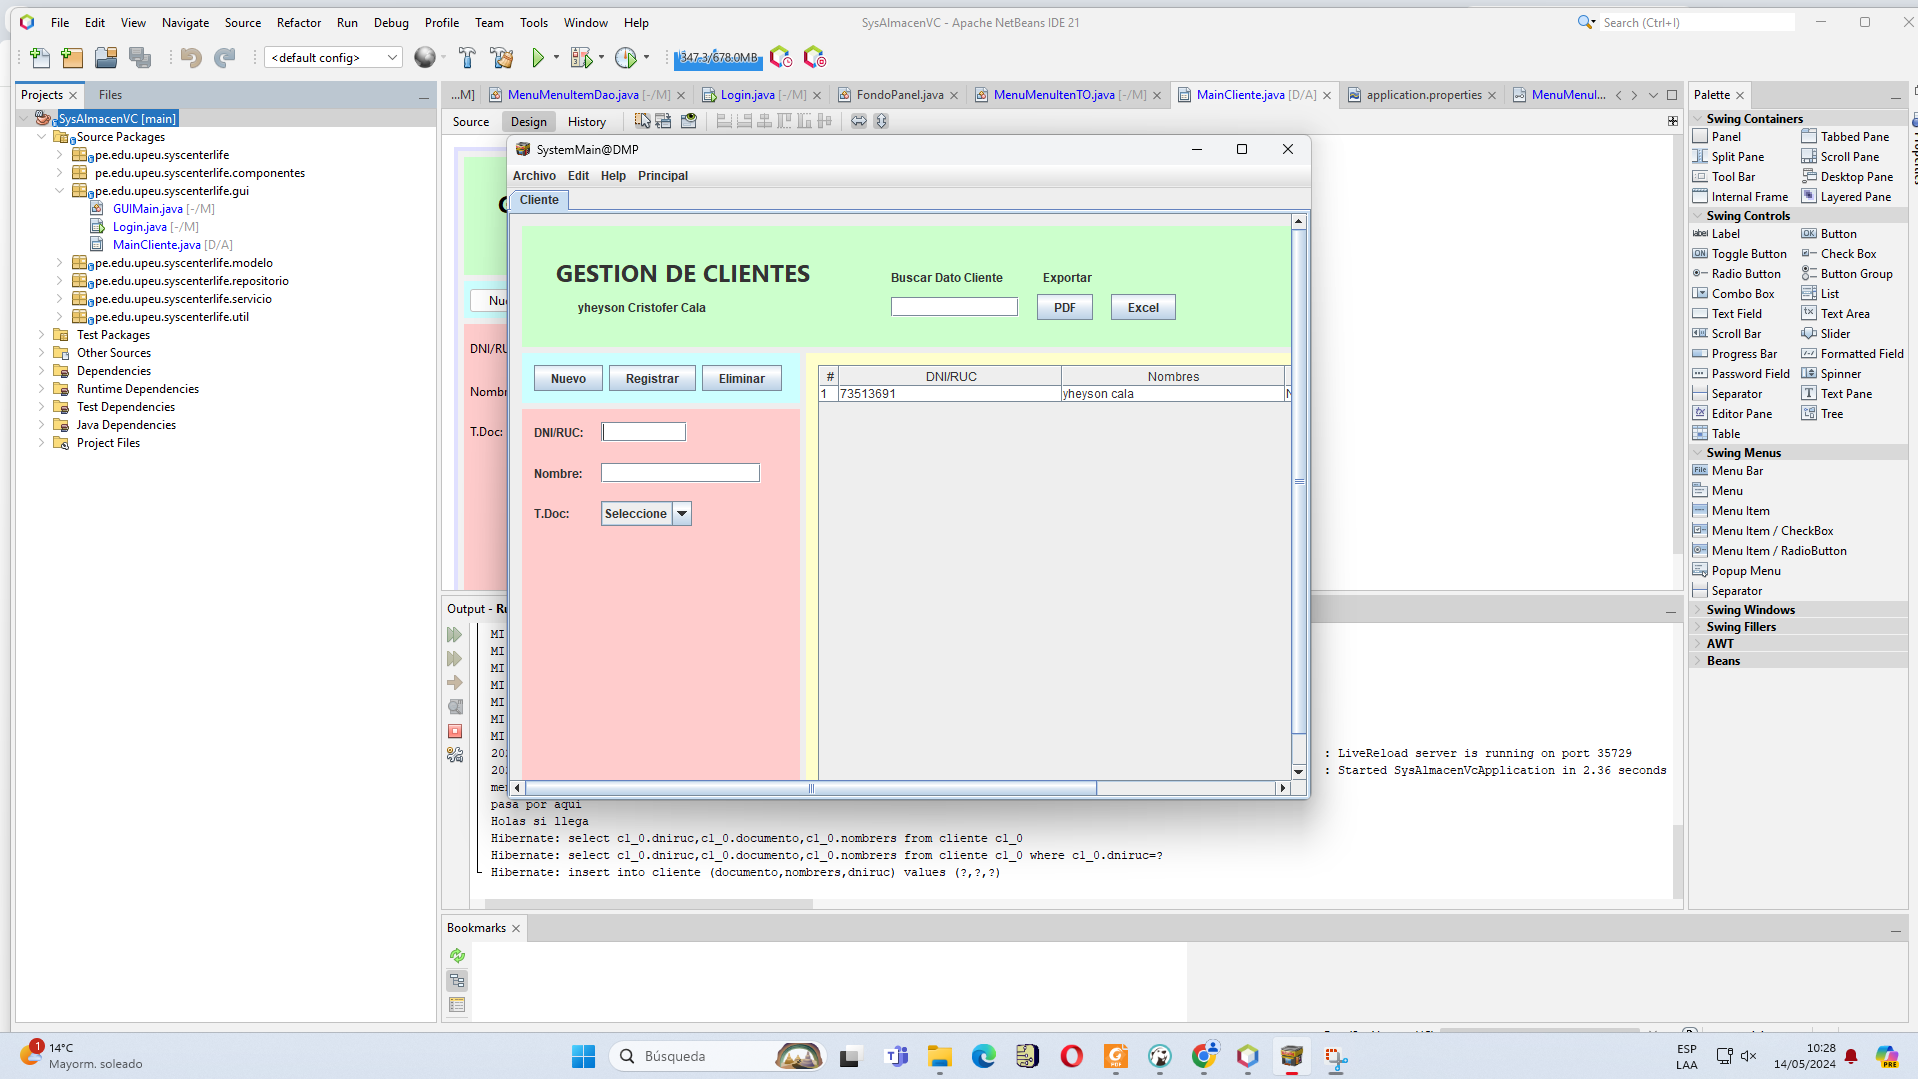 File Edit View Navigate Source Refactor Run Debug Profile Team Tools Window Help
SysAlmacenVC - Apache NetBeans IDE 21
Search (Ctrl+I)
<default config>
347.3/678.0MB
Projects
Files
SysAlmacenVC [main]
Source Packages
pe.edu.upeu.syscenterlife
pe.edu.upeu.syscenterlife.componentes
pe.edu.upeu.syscenterlife.gui
GUIMain.java [-/M]
Login.java [-/M]
MainCliente.java [D/A]
pe.edu.upeu.syscenterlife.modelo
pe.edu.upeu.syscenterlife.repositorio
pe.edu.upeu.syscenterlife.servicio
pe.edu.upeu.syscenterlife.util
Test Packages
Other Sources
Dependencies
Runtime Dependencies
Test Dependencies
Java Dependencies
Project Files
...M] MenuMenuItemDao.java [-/M] Login.java [-/M] FondoPanel.java MenuMenuItenTO.java [-/M] MainCliente.java [D/A] application.properties MenuMenul...
Source Design History
Nu
DNI/RU
Nombr
T.Doc:
SystemMain@DMP
Archivo Edit Help Principal
Cliente
GESTION DE CLIENTES
yheyson Cristofer Cala
Buscar Dato Cliente
Exportar
PDF
Excel
Nuevo
Registrar
Eliminar
DNI/RUC:
Nombre:
T.Doc:
Seleccione
# DNI/RUC Nombres
1 73513691 yheyson cala
Output - Ru
MI
MI
MI
MI
MI
MI
MI
202 : LiveReload server is running on port 35729
202 : Started SysAlmacenVcApplication in 2.36 seconds
men
pasa por aqui
Holas si llega
Hibernate: select c1_0.dniruc,c1_0.documento,c1_0.nombrers from cliente c1_0
Hibernate: select c1_0.dniruc,c1_0.documento,c1_0.nombrers from cliente c1_0 where c1_0.dniruc=?
Hibernate: insert into cliente (documento,nombrers,dniruc) values (?,?,?)
Bookmarks
Palette
Swing Containers
Panel Tabbed Pane
Split Pane Scroll Pane
Tool Bar Desktop Pane
Internal Frame Layered Pane
Swing Controls
Label Button
Toggle Button Check Box
Radio Button Button Group
Combo Box List
Text Field Text Area
Scroll Bar Slider
Progress Bar Formatted Field
Password Field Spinner
Separator Text Pane
Editor Pane Tree
Table
Swing Menus
Menu Bar
Menu
Menu Item
Menu Item / CheckBox
Menu Item / RadioButton
Popup Menu
Separator
Swing Windows
Swing Fillers
AWT
Beans
1
14°C
Mayorm. soleado
Búsqueda
ESP
LAA
10:28
14/05/2024